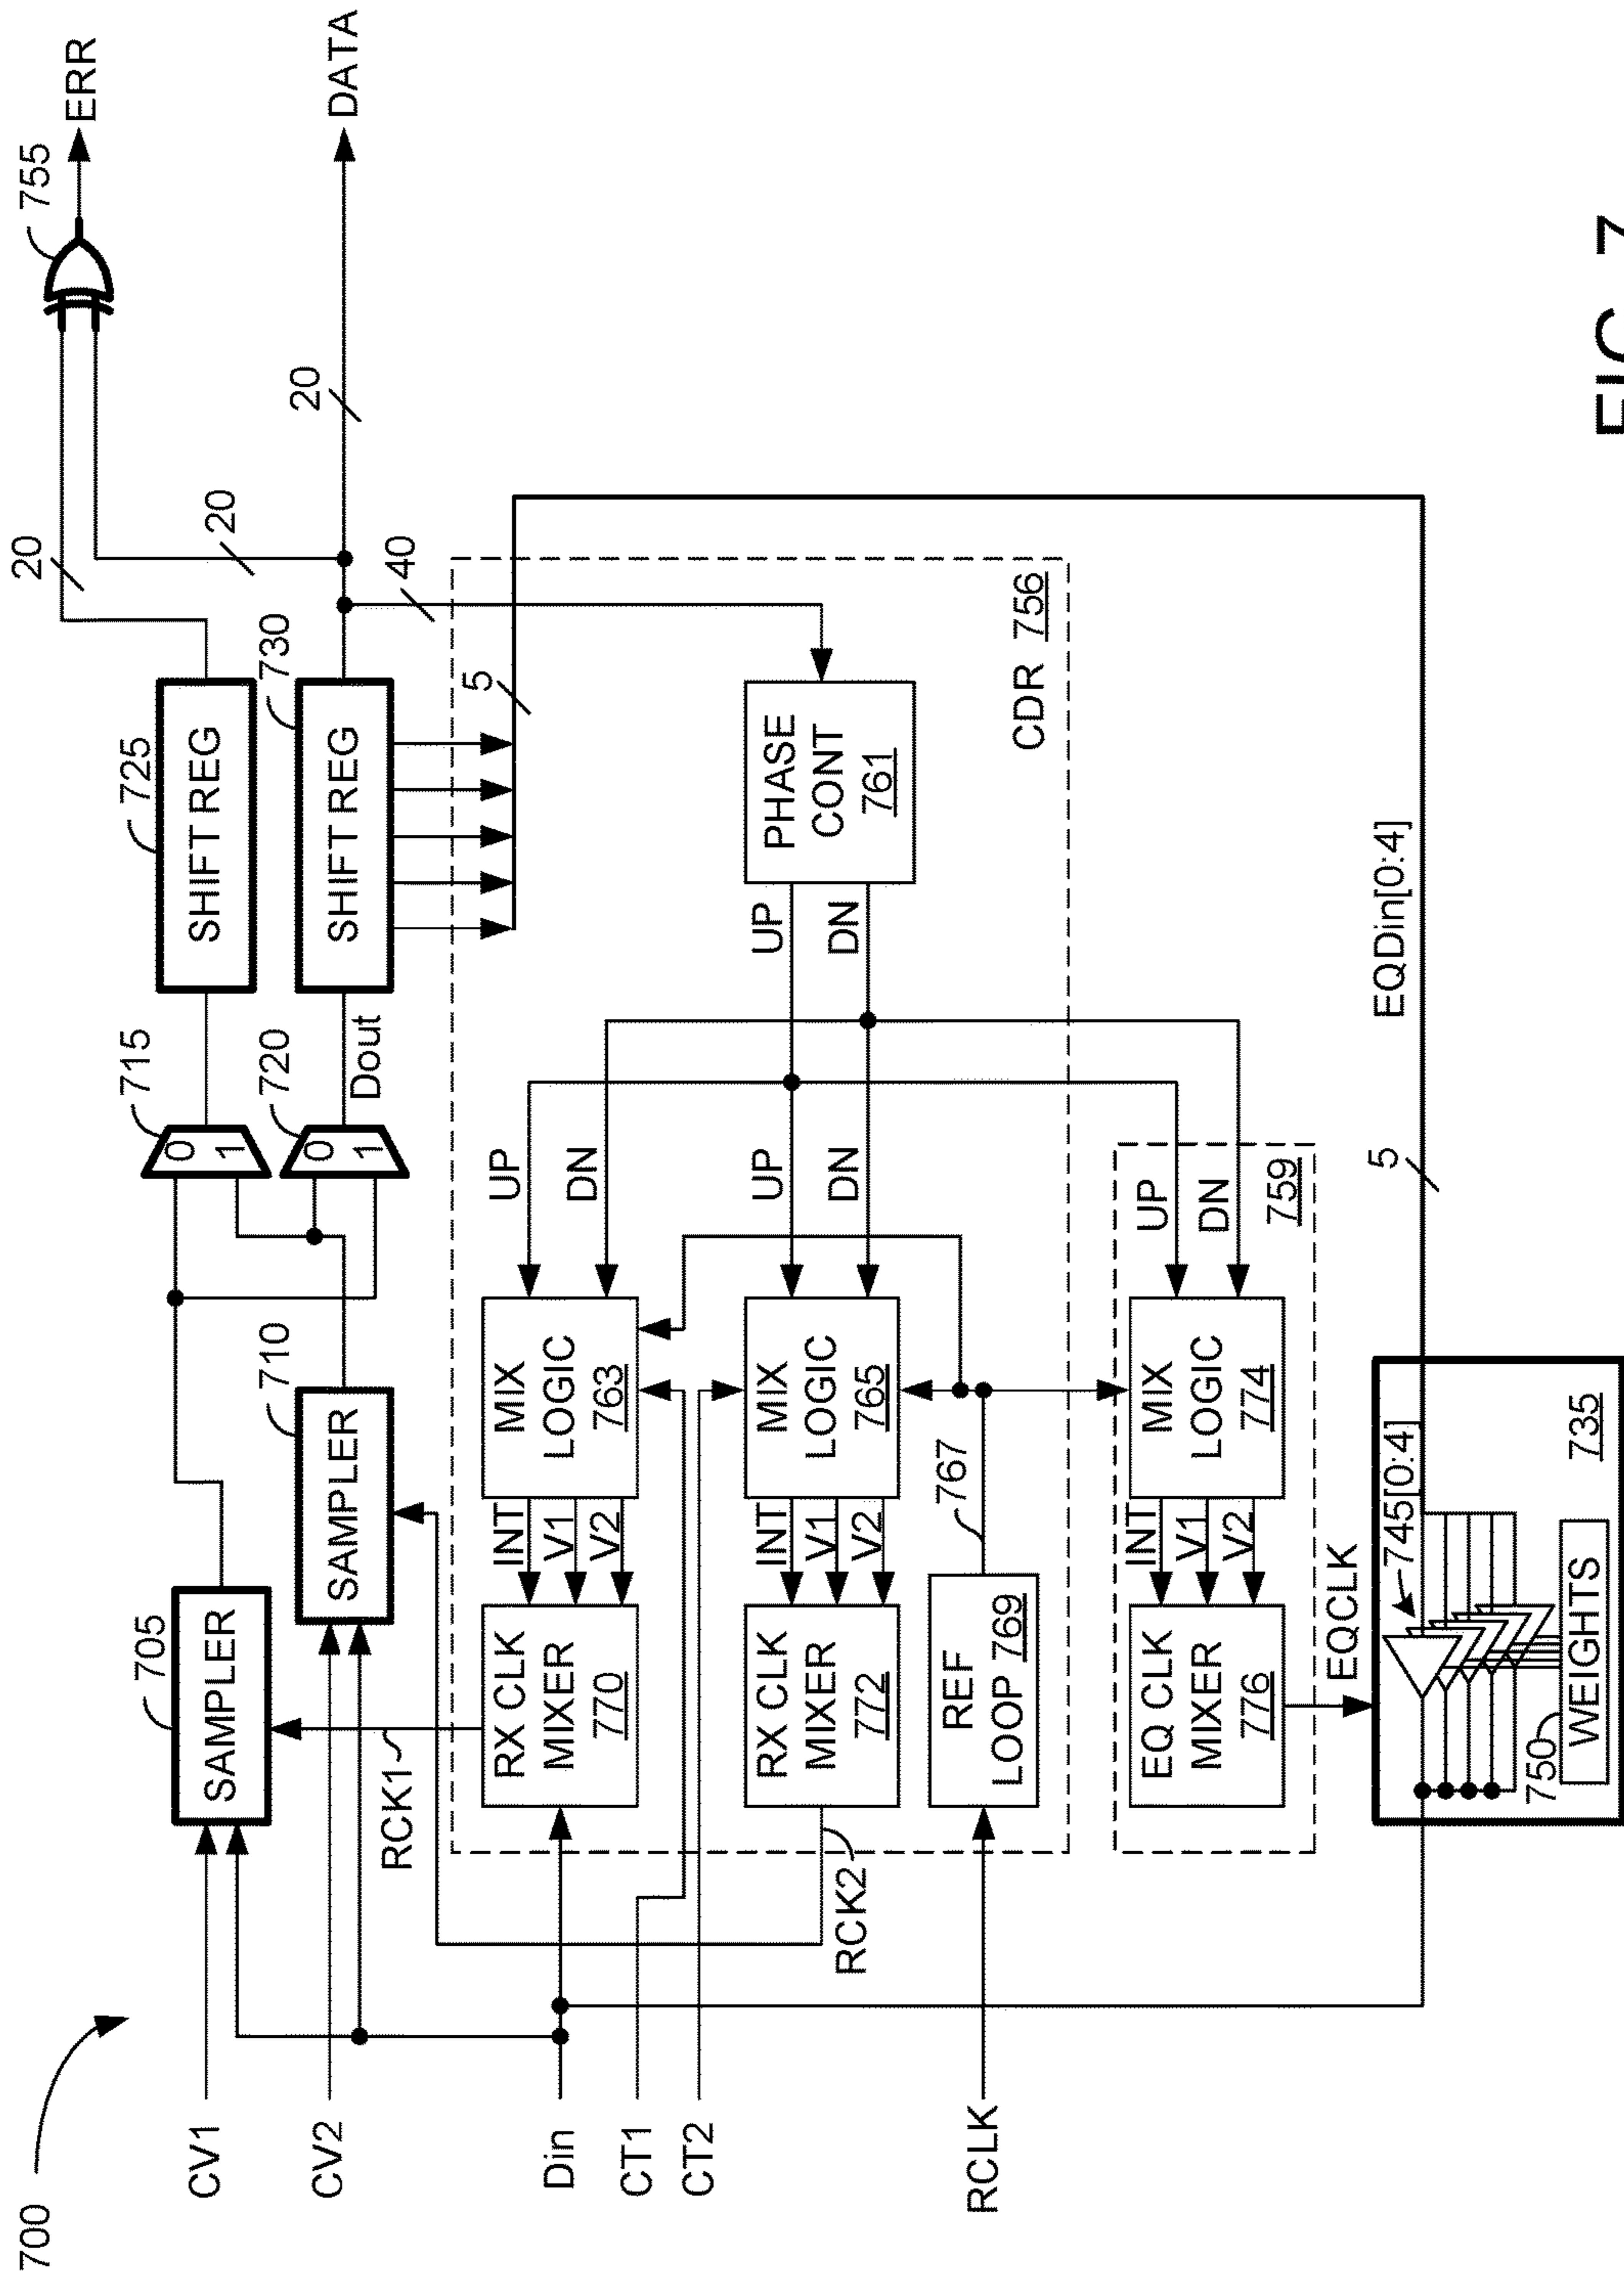 700
CV1
CV2
Din
CT1
CT2
RCLK
705
SAMPLER
710
SAMPLER
RCK1
RCK2
715
0
1
720
0
1
Dout
725
SHIFT REG
730
SHIFT REG
20
20
20
40
5
755
ERR
DATA
CDR 756
PHASE
CONT
761
UP
DN
UP
DN
UP
DN
UP
DN
759
MIX
LOGIC
763
MIX
LOGIC
765
MIX
LOGIC
774
INT
V1
V2
INT
V1
V2
INT
V1
V2
RX CLK
MIXER
770
RX CLK
MIXER
772
REF
LOOP 769
767
EQ CLK
MIXER
776
EQCLK
EQDin[0:4]
5
745[0:4]
735
750
WEIGHTS